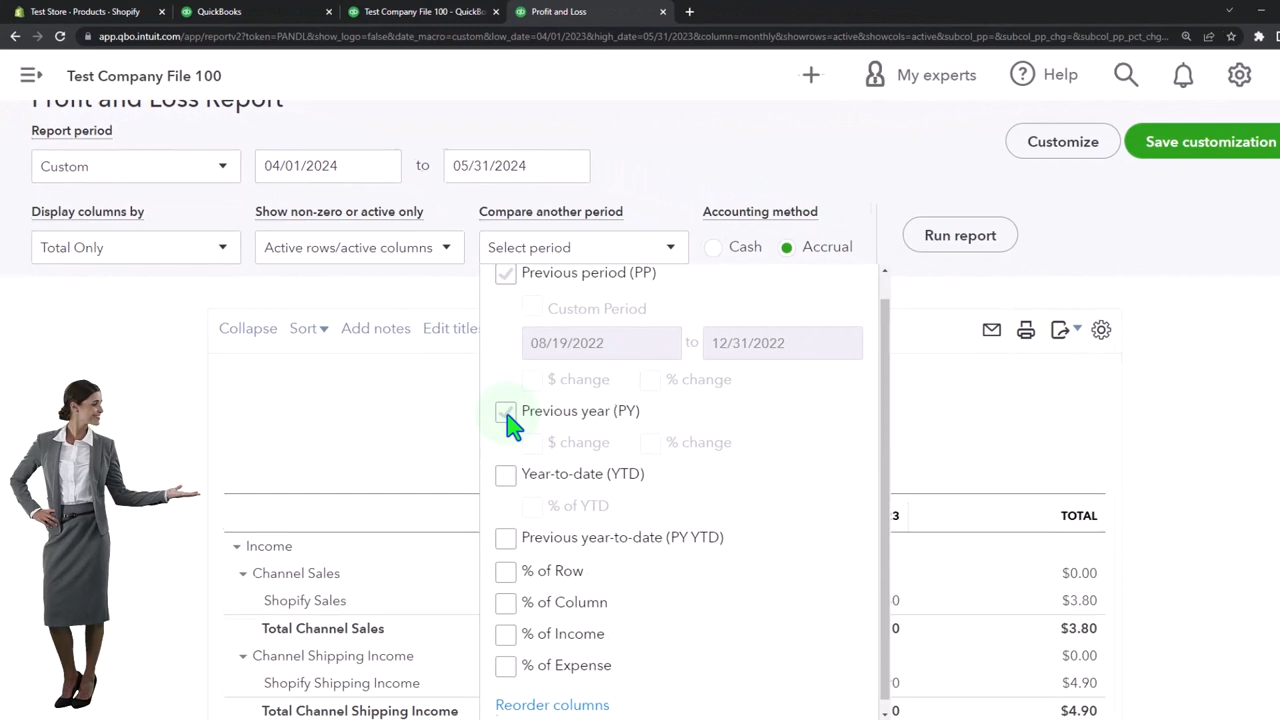 Test Store - Products - Shopify
QuickBooks
Test Company File 100 - QuickBo
Profit and Loss
app.qbo.intuit.com/app/reportv2?token=PANDL&show_logo=false&date_macro=custom&low_date=04/01/2023&high_date=05/31/2023&column=monthly&showrows=active&showcols=active&subcol_pp=&subcol_pp_chg=&subcol_pp_pct_chg...
Test Company File 100
My experts
Help
Profit and Loss Report
Report period
Custom
04/01/2024
to
05/31/2024
Customize
Save customization
Display columns by
Show non-zero or active only
Compare another period
Accounting method
Total Only
Active rows/active columns
Select period
Cash
Accrual
Run report
Previous period (PP)
Custom Period
08/19/2022
to
12/31/2022
$ change
% change
Previous year (PY)
$ change
% change
Year-to-date (YTD)
% of YTD
Previous year-to-date (PY YTD)
% of Row
% of Column
% of Income
% of Expense
Reorder columns
Collapse
Sort
Add notes
Edit titles
3
TOTAL
Income
Channel Sales
$0.00
Shopify Sales
0
$3.80
Total Channel Sales
0
$3.80
Channel Shipping Income
$0.00
Shopify Shipping Income
0
$4.90
Total Channel Shipping Income
0
$4.90